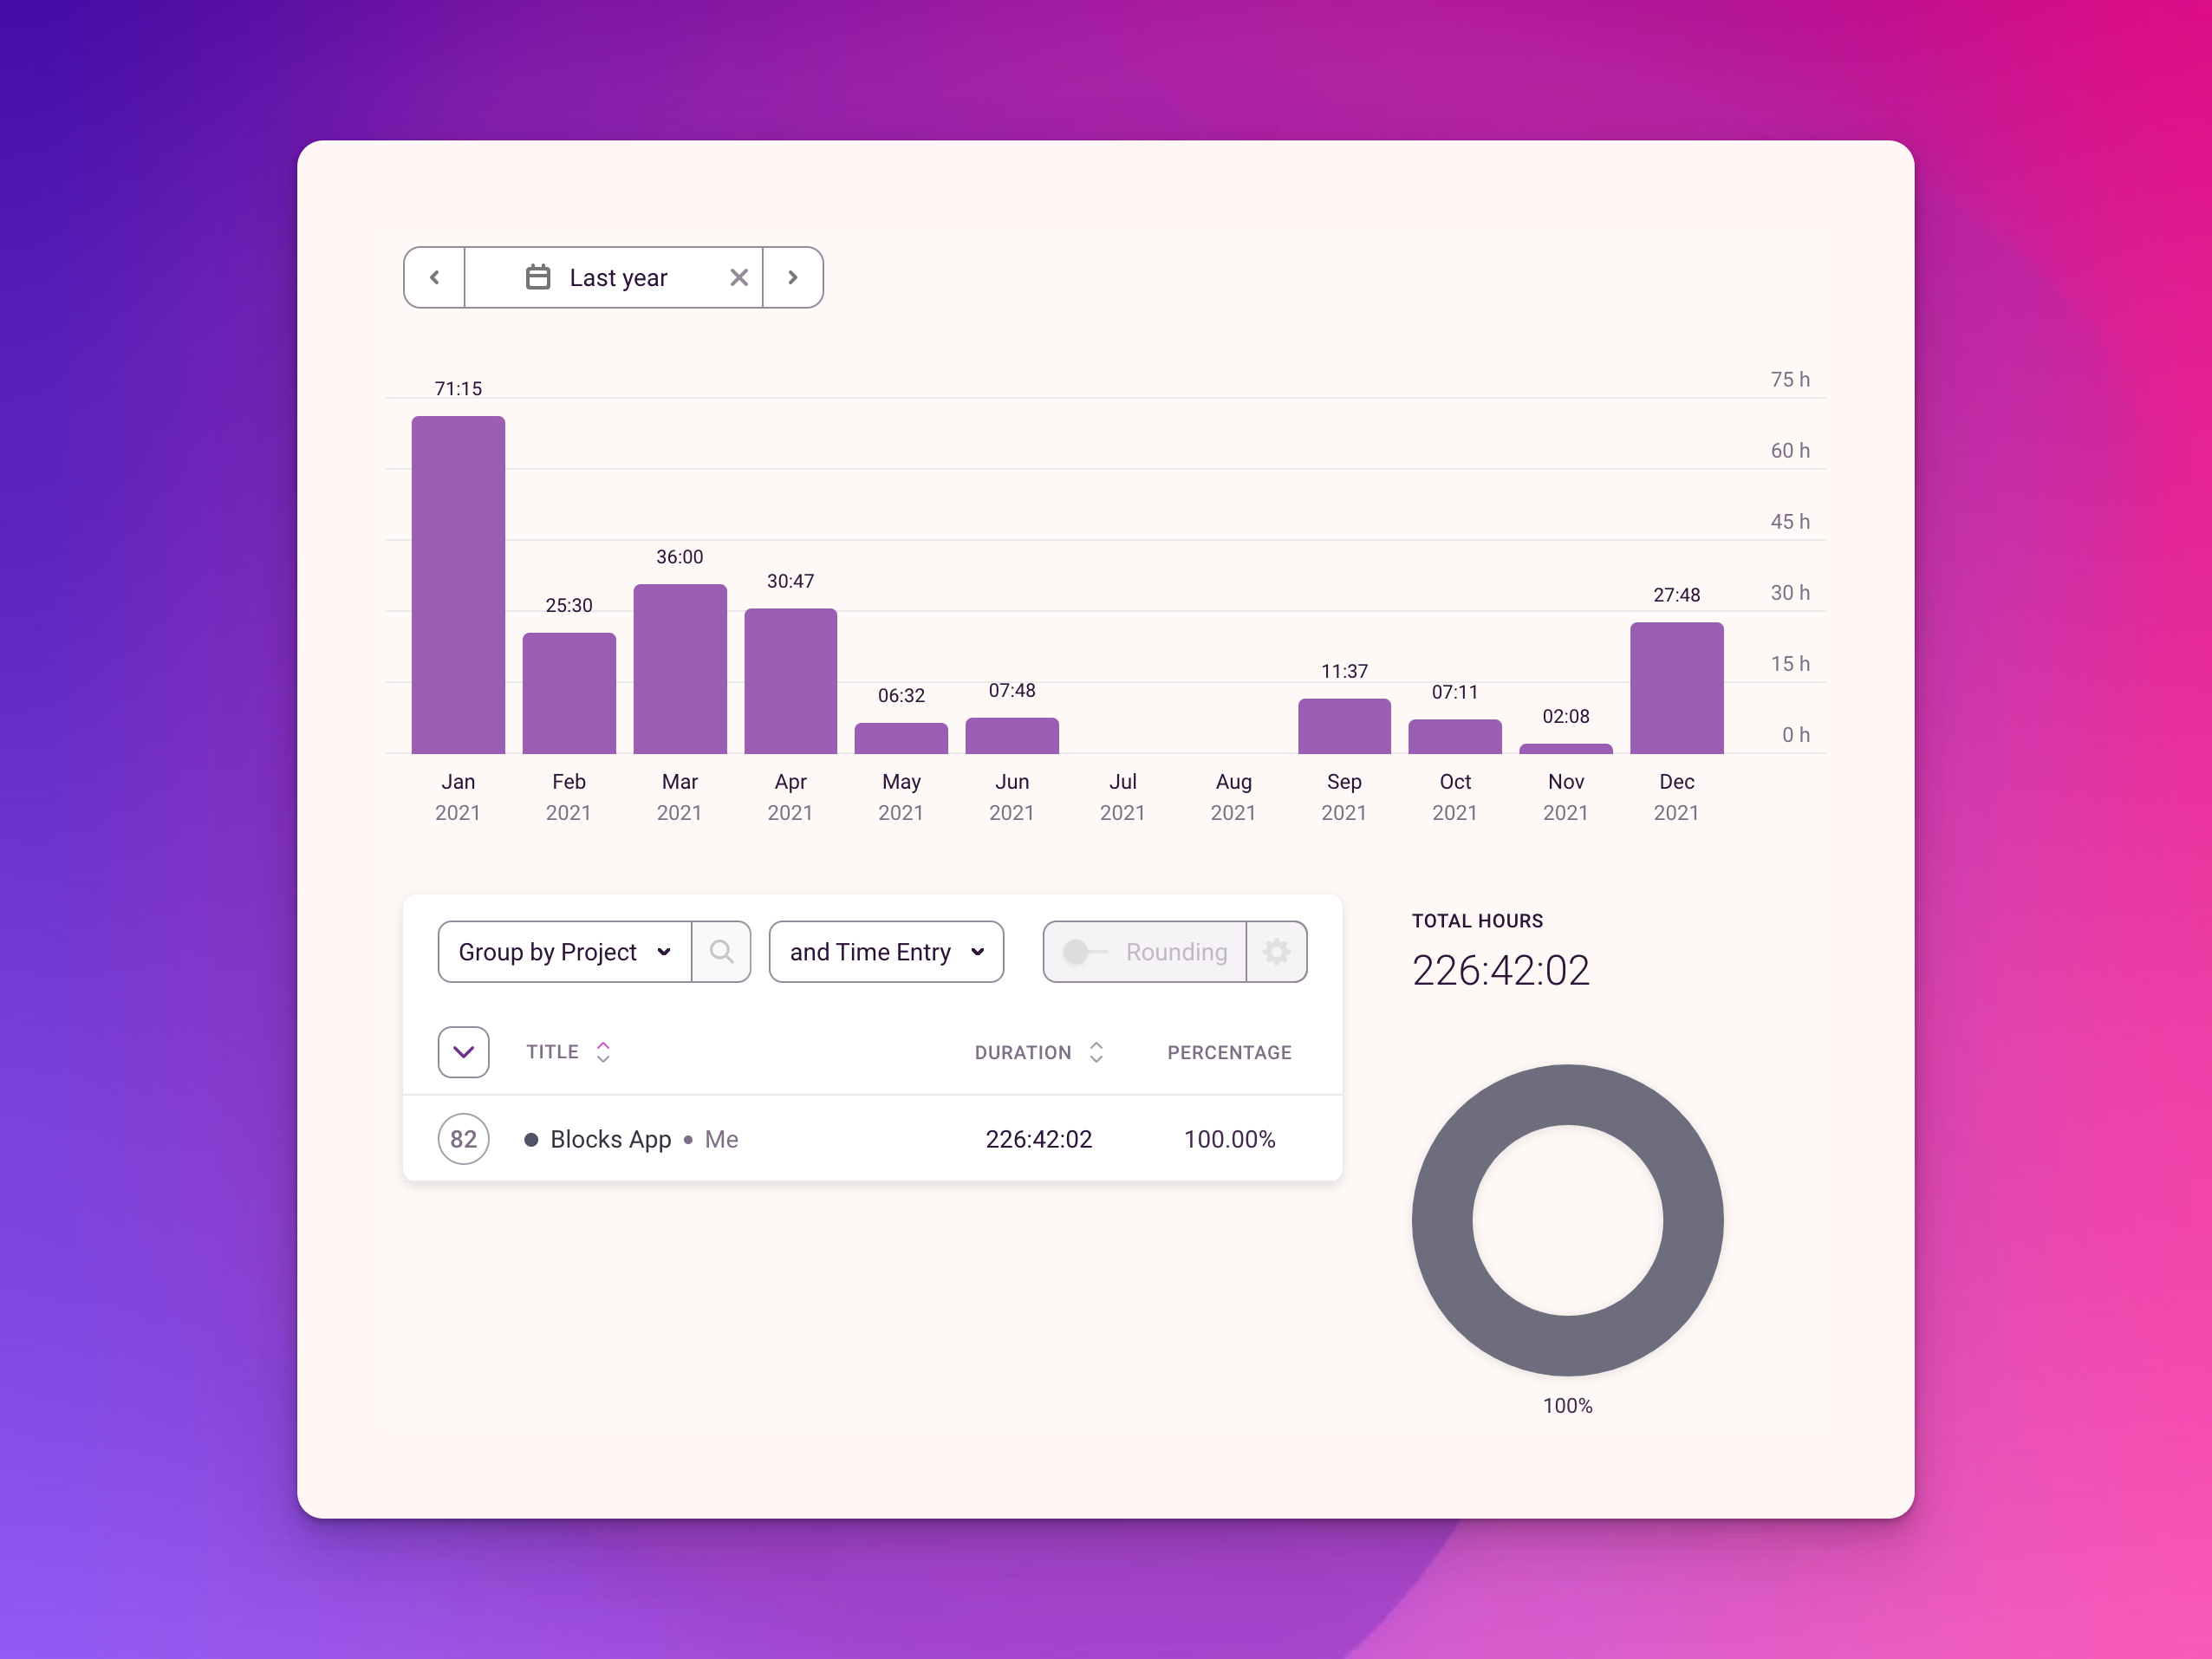 Last year
75 h
60 h
45 h
30 h
15 h
0 h
71:15
25:30
36:00
30:47
06:32
07:48
11:37
07:11
02:08
27:48
Jan Feb Mar Apr May Jun Jul Aug Sep Oct Nov Dec
2021 2021 2021 2021 2021 2021 2021 2021 2021 2021 2021 2021
Group by Project and Time Entry Rounding
TITLE DURATION PERCENTAGE
82 Blocks App • Me 226:42:02 100.00%
TOTAL HOURS
226:42:02
100%